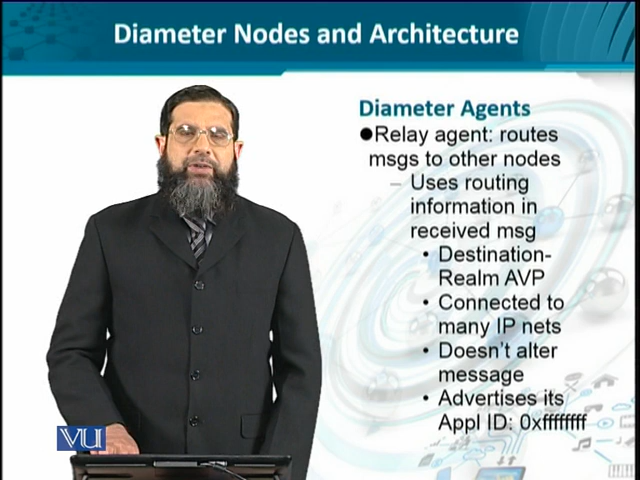 Diameter Nodes and Architecture
Diameter Agents
●Relay agent: routes
msgs to other nodes
– Uses routing
information in
received msg
• Destination-
Realm AVP
• Connected to
many IP nets
• Doesn't alter
message
• Advertises its
Appl ID: 0xffffffff
VU